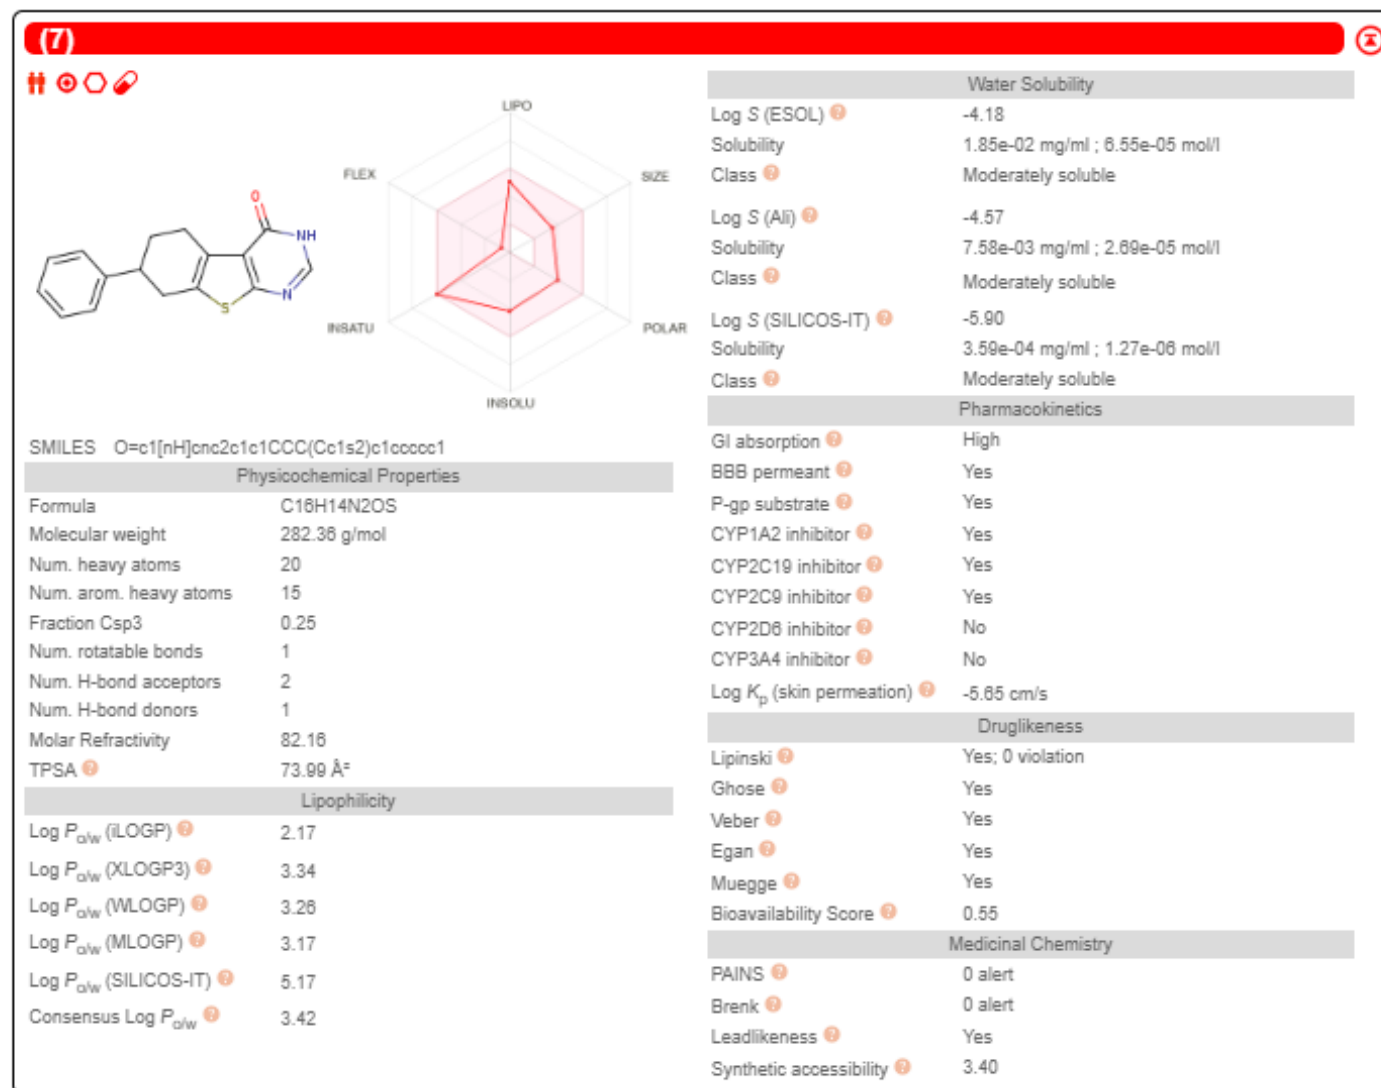 (7)
LIPO
FLEX
SIZE
INSATU
POLAR
INSOLU
O
NH
N
S
SMILES O=c1[nH]cnc2c1c1CCC(Cc1s2)c1ccccc1
Physicochemical Properties
Formula C16H14N2OS
Molecular weight 282.36 g/mol
Num. heavy atoms 20
Num. arom. heavy atoms 15
Fraction Csp3 0.25
Num. rotatable bonds 1
Num. H-bond acceptors 2
Num. H-bond donors 1
Molar Refractivity 82.16
TPSA ? 73.99 Å²
Lipophilicity
Log Po/w (iLOGP) ? 2.17
Log Po/w (XLOGP3) ? 3.34
Log Po/w (WLOGP) ? 3.26
Log Po/w (MLOGP) ? 3.17
Log Po/w (SILICOS-IT) ? 5.17
Consensus Log Po/w ? 3.42
Water Solubility
Log S (ESOL) ? -4.18
Solubility 1.85e-02 mg/ml ; 6.55e-05 mol/l
Class ? Moderately soluble
Log S (Ali) ? -4.57
Solubility 7.58e-03 mg/ml ; 2.69e-05 mol/l
Class ? Moderately soluble
Log S (SILICOS-IT) ? -5.90
Solubility 3.59e-04 mg/ml ; 1.27e-06 mol/l
Class ? Moderately soluble
Pharmacokinetics
GI absorption ? High
BBB permeant ? Yes
P-gp substrate ? Yes
CYP1A2 inhibitor ? Yes
CYP2C19 inhibitor ? Yes
CYP2C9 inhibitor ? Yes
CYP2D6 inhibitor ? No
CYP3A4 inhibitor ? No
Log Kp (skin permeation) ? -5.65 cm/s
Druglikeness
Lipinski ? Yes; 0 violation
Ghose ? Yes
Veber ? Yes
Egan ? Yes
Muegge ? Yes
Bioavailability Score ? 0.55
Medicinal Chemistry
PAINS ? 0 alert
Brenk ? 0 alert
Leadlikeness ? Yes
Synthetic accessibility ? 3.40